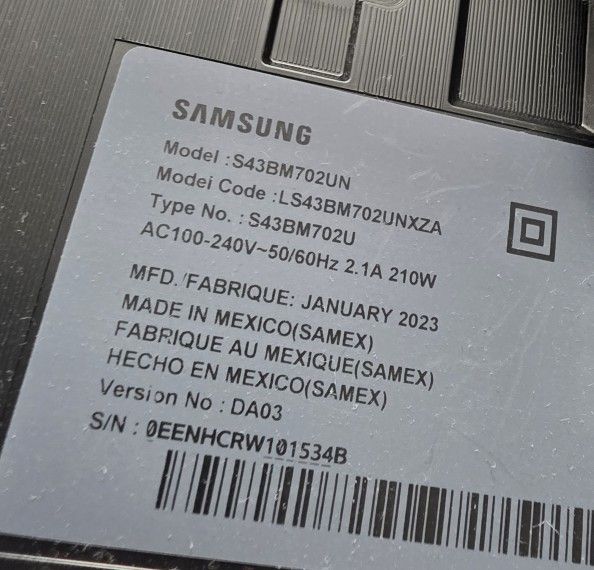 SAMSUNG
Model :S43BM702UN
Model Code :LS43BM702UNXZA
Type No. :S43BM702U
AC100-240V~50/60Hz 2.1A 210W
MFD./FABRIQUE: JANUARY 2023
MADE IN MEXICO(SAMEX)
FABRIQUE AU MEXIQUE(SAMEX)
HECHO EN MEXICO(SAMEX)
Version No : DA03
S/N : 0EENHCRW101534B